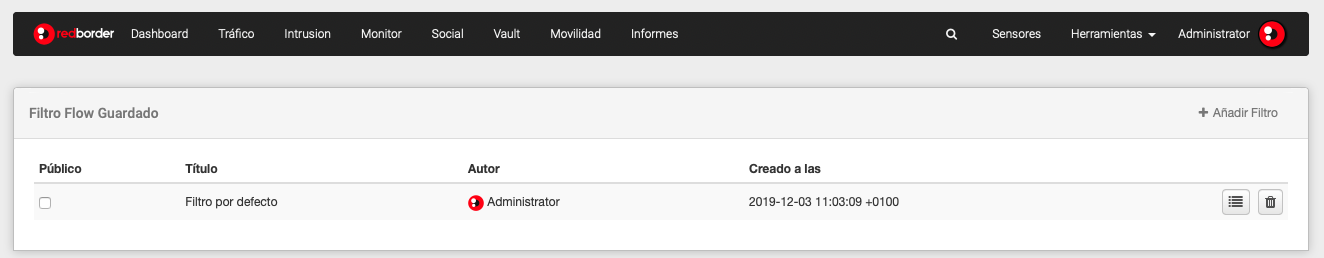 redborder Dashboard Tráfico Intrusion Monitor Social Vault Movilidad Informes Sensores Herramientas Administrator
Filtro Flow Guardado + Añadir Filtro
Público Título Autor Creado a las
Filtro por defecto Administrator 2019-12-03 11:03:09 +0100